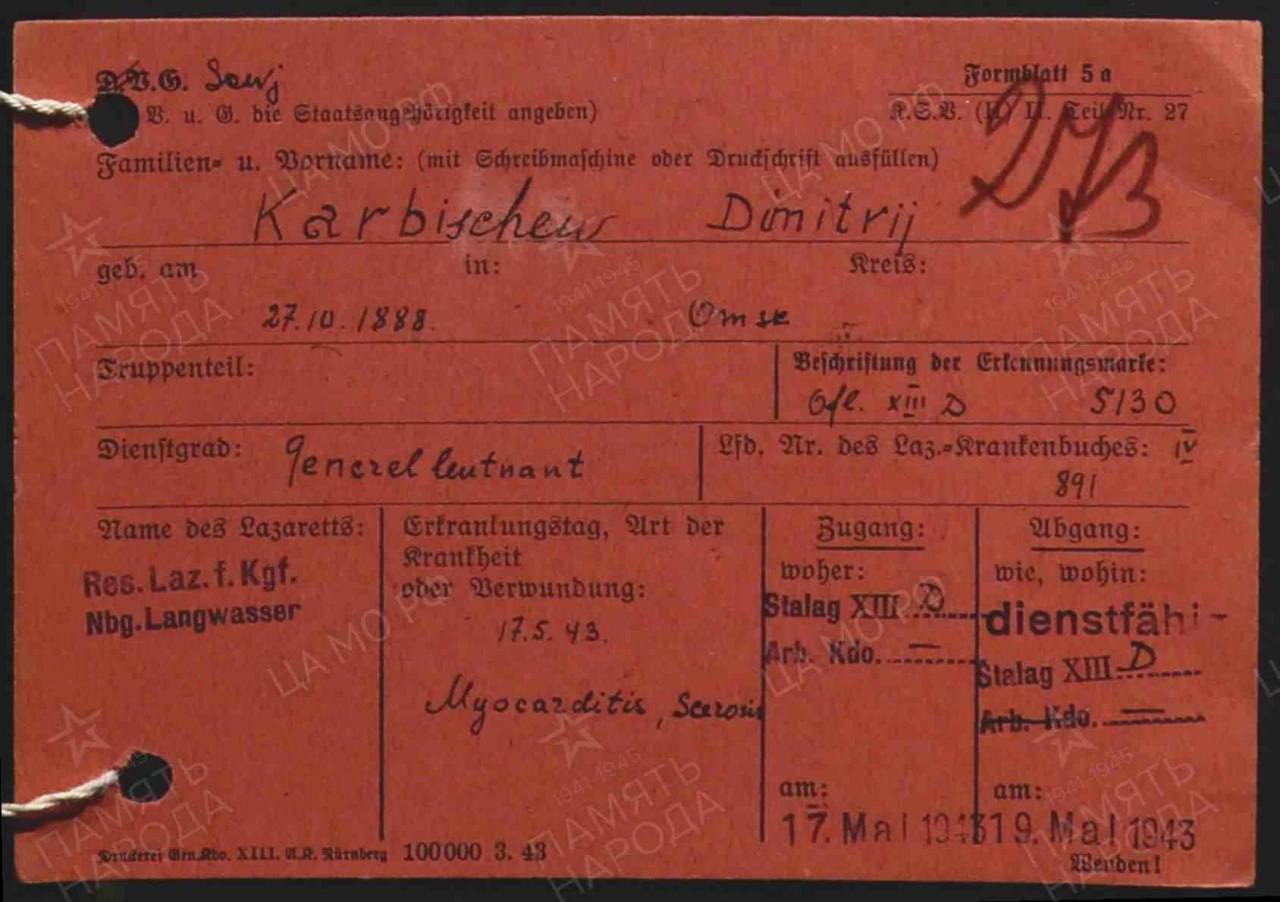 D.V.G. Sowj
V. u. G. die Staatsangehörigkeit angeben)
Formblatt 5a
K.S.V. (H) II. Teil Nr. 27
Familien- u. Vorname: (mit Schreibmaschine oder Druckschrift ausfüllen)
Karbischew Dimitrij
geb. am in: Kreis:
27.10.1888. Omsk
Truppenteil: Beschriftung der Erkennungsmarke:
Ofl. XIII D 5130
Dienstgrad: Generelleutnant
Lfd. Nr. des Laz.-Krankenbuches: IV
891
Name des Lazaretts:
Res. Laz. f. Kgf.
Nbg. Langwasser
Erkrankungstag, Art der
Krankheit
oder Verwundung:
17.5.43.
Myocarditis,
Zugang:
woher:
Stalag XIII D
Arb. Kdo. —
am:
17. Mai 1943
Abgang:
wie, wohin:
dienstfähi-
Stalag XIII D
Arb. Kdo. —
am:
19. Mai 1943
Wenden!
Druckerei Gen.Kdo. XIII. A.K. Nürnberg 100000 3. 43
ЦА МО РФ
1941-1945
ПАМЯТЬ
НАРОДА